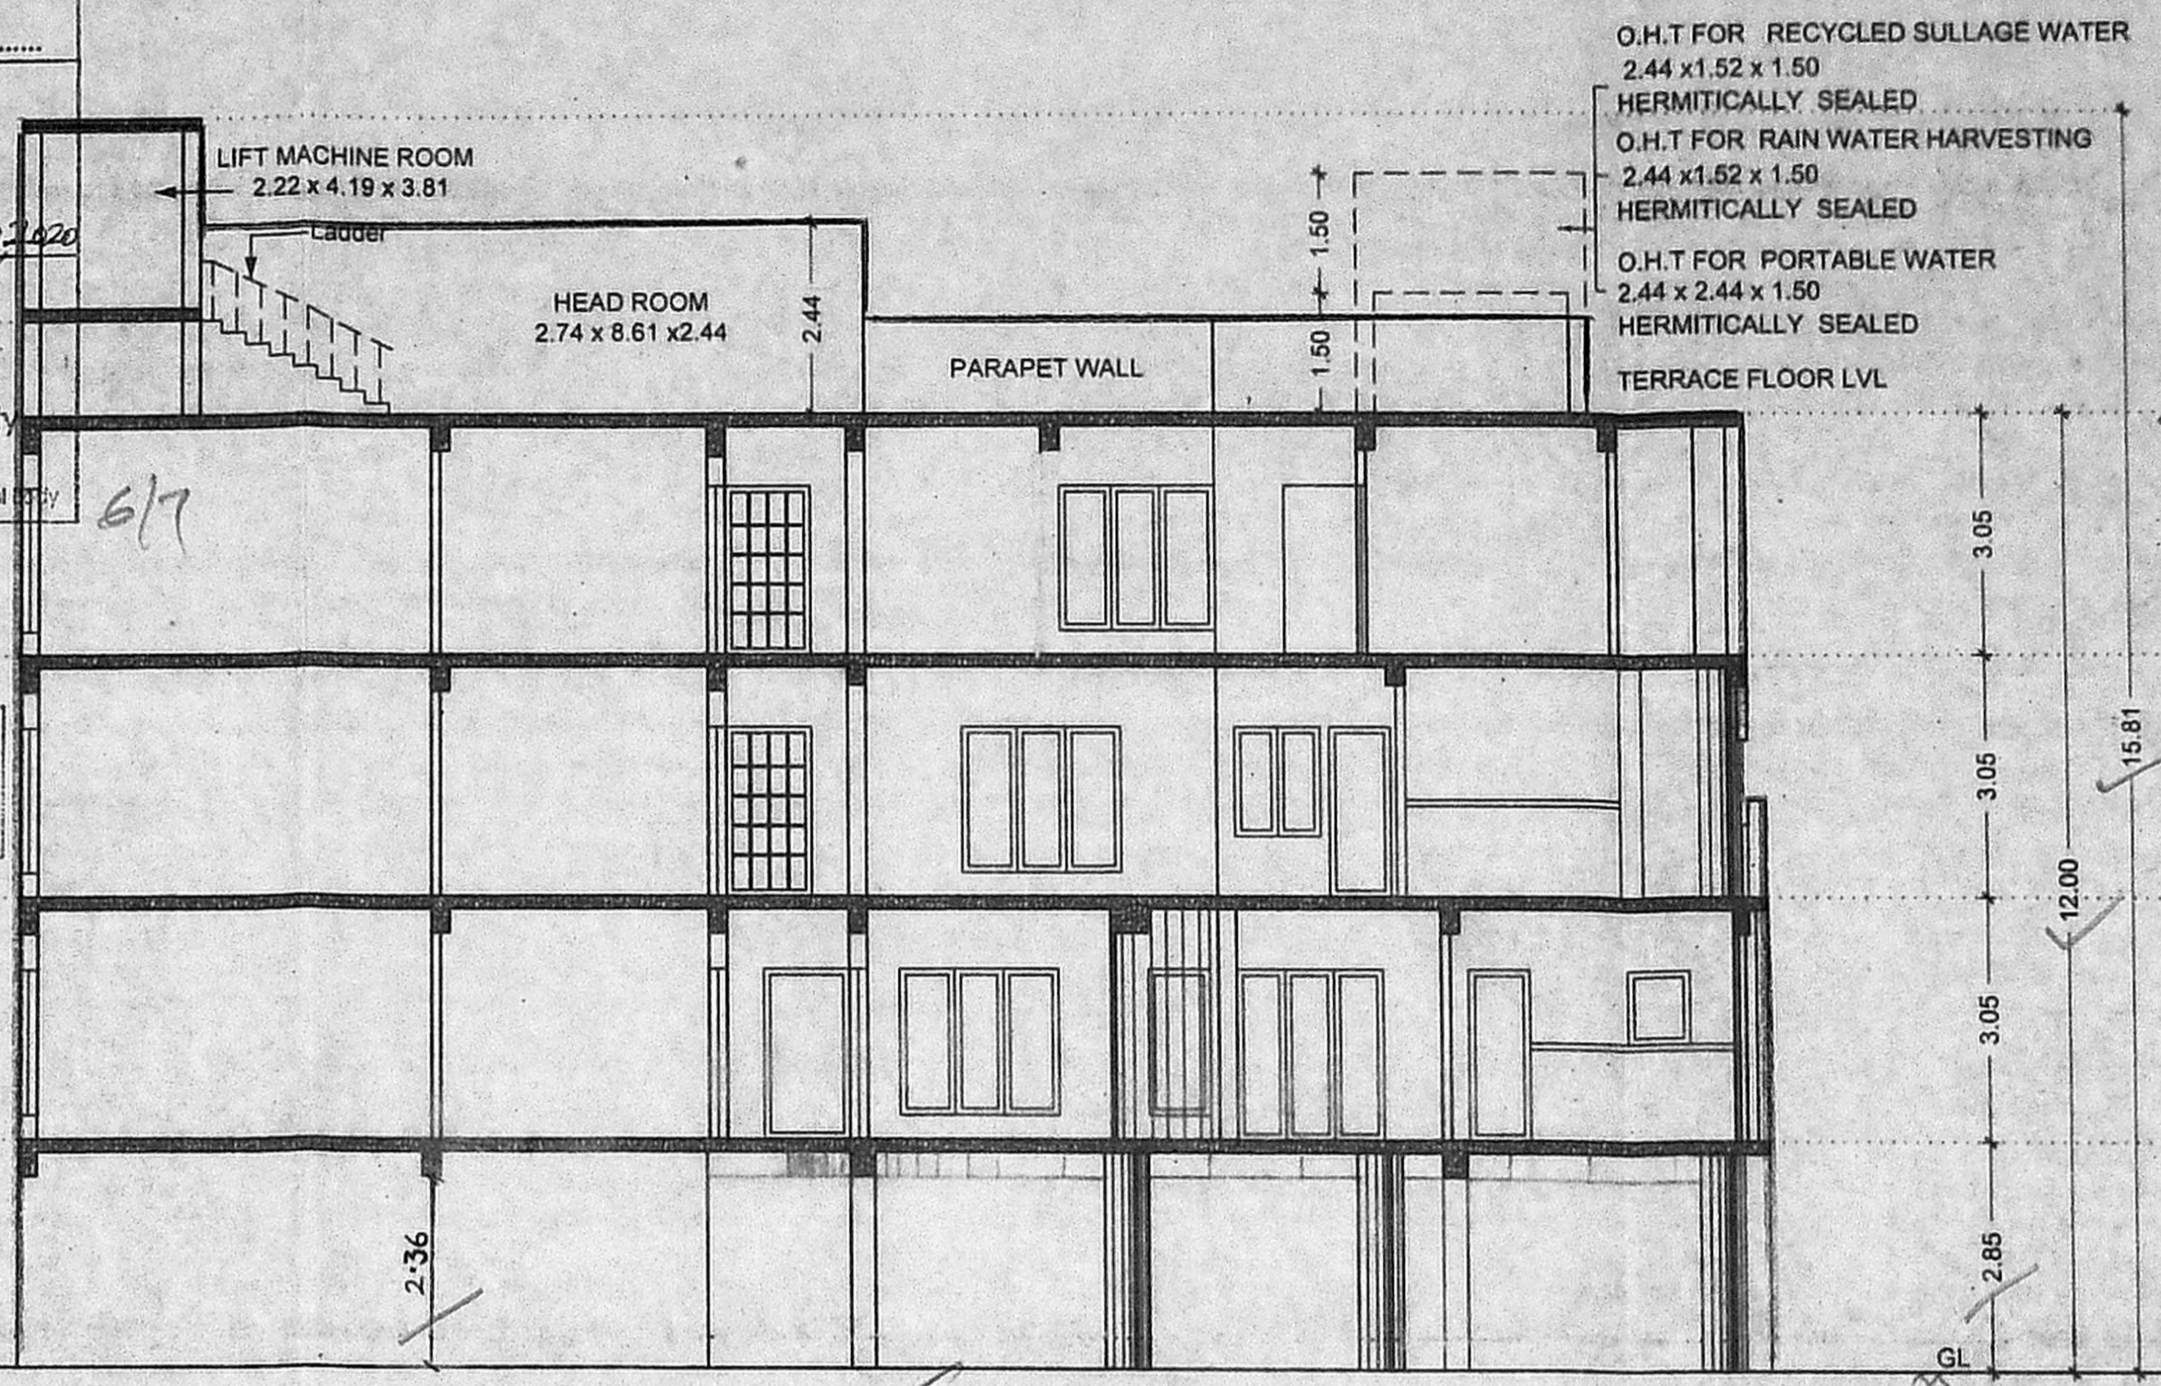 O.H.T FOR RECYCLED SULLAGE WATER
2.44 x1.52 x 1.50
HERMITICALLY SEALED
O.H.T FOR RAIN WATER HARVESTING
2.44 x1.52 x 1.50
HERMITICALLY SEALED
O.H.T FOR PORTABLE WATER
2.44 x 2.44 x 1.50
HERMITICALLY SEALED
TERRACE FLOOR LVL
LIFT MACHINE ROOM
2.22 x 4.19 x 3.81
2020
Ladder
HEAD ROOM
2.74 x 8.61 x2.44
2.44
PARAPET WALL
1.50
1.50
6/7
3.05
3.05
3.05
2.85
12.00
15.81
2.36
GL